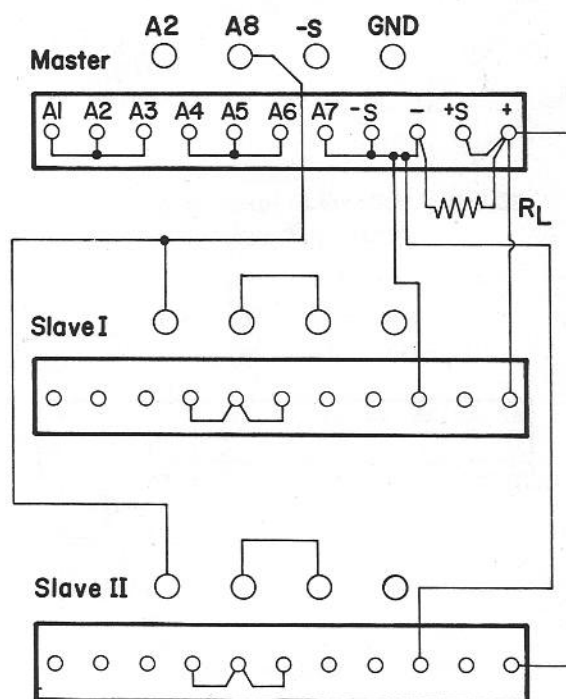 A2 A8 -S GND
Master
A1 A2 A3 A4 A5 A6 A7 -S - +S +
RL
Slave I
Slave II